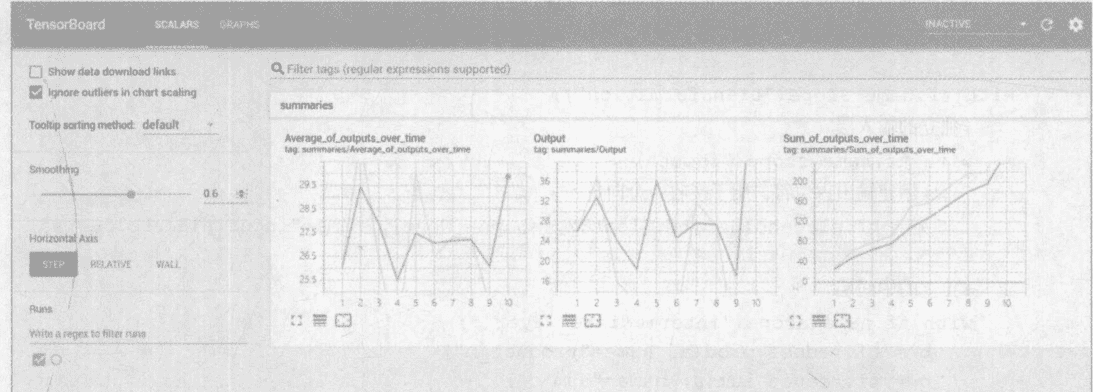 TensorBoard SCALARS GRAPHS INACTIVE
Show data download links
Ignore outliers in chart scaling
Tooltip sorting method: default
Smoothing
0.6
Horizontal Axis
STEP RELATIVE WALL
Runs
Write a regex to filter runs
Filter tags (regular expressions supported)
summaries
Average_of_outputs_over_time
tag: summaries/Average_of_outputs_over_time
29.5
28.5
27.5
26.5
25.5
1 2 3 4 5 6 7 8 9 10
Output
tag: summaries/Output
36
32
28
24
20
16
1 2 3 4 5 6 7 8 9 10
Sum_of_outputs_over_time
tag: summaries/Sum_of_outputs_over_time
200
160
120
80
40
0
1 2 3 4 5 6 7 8 9 10